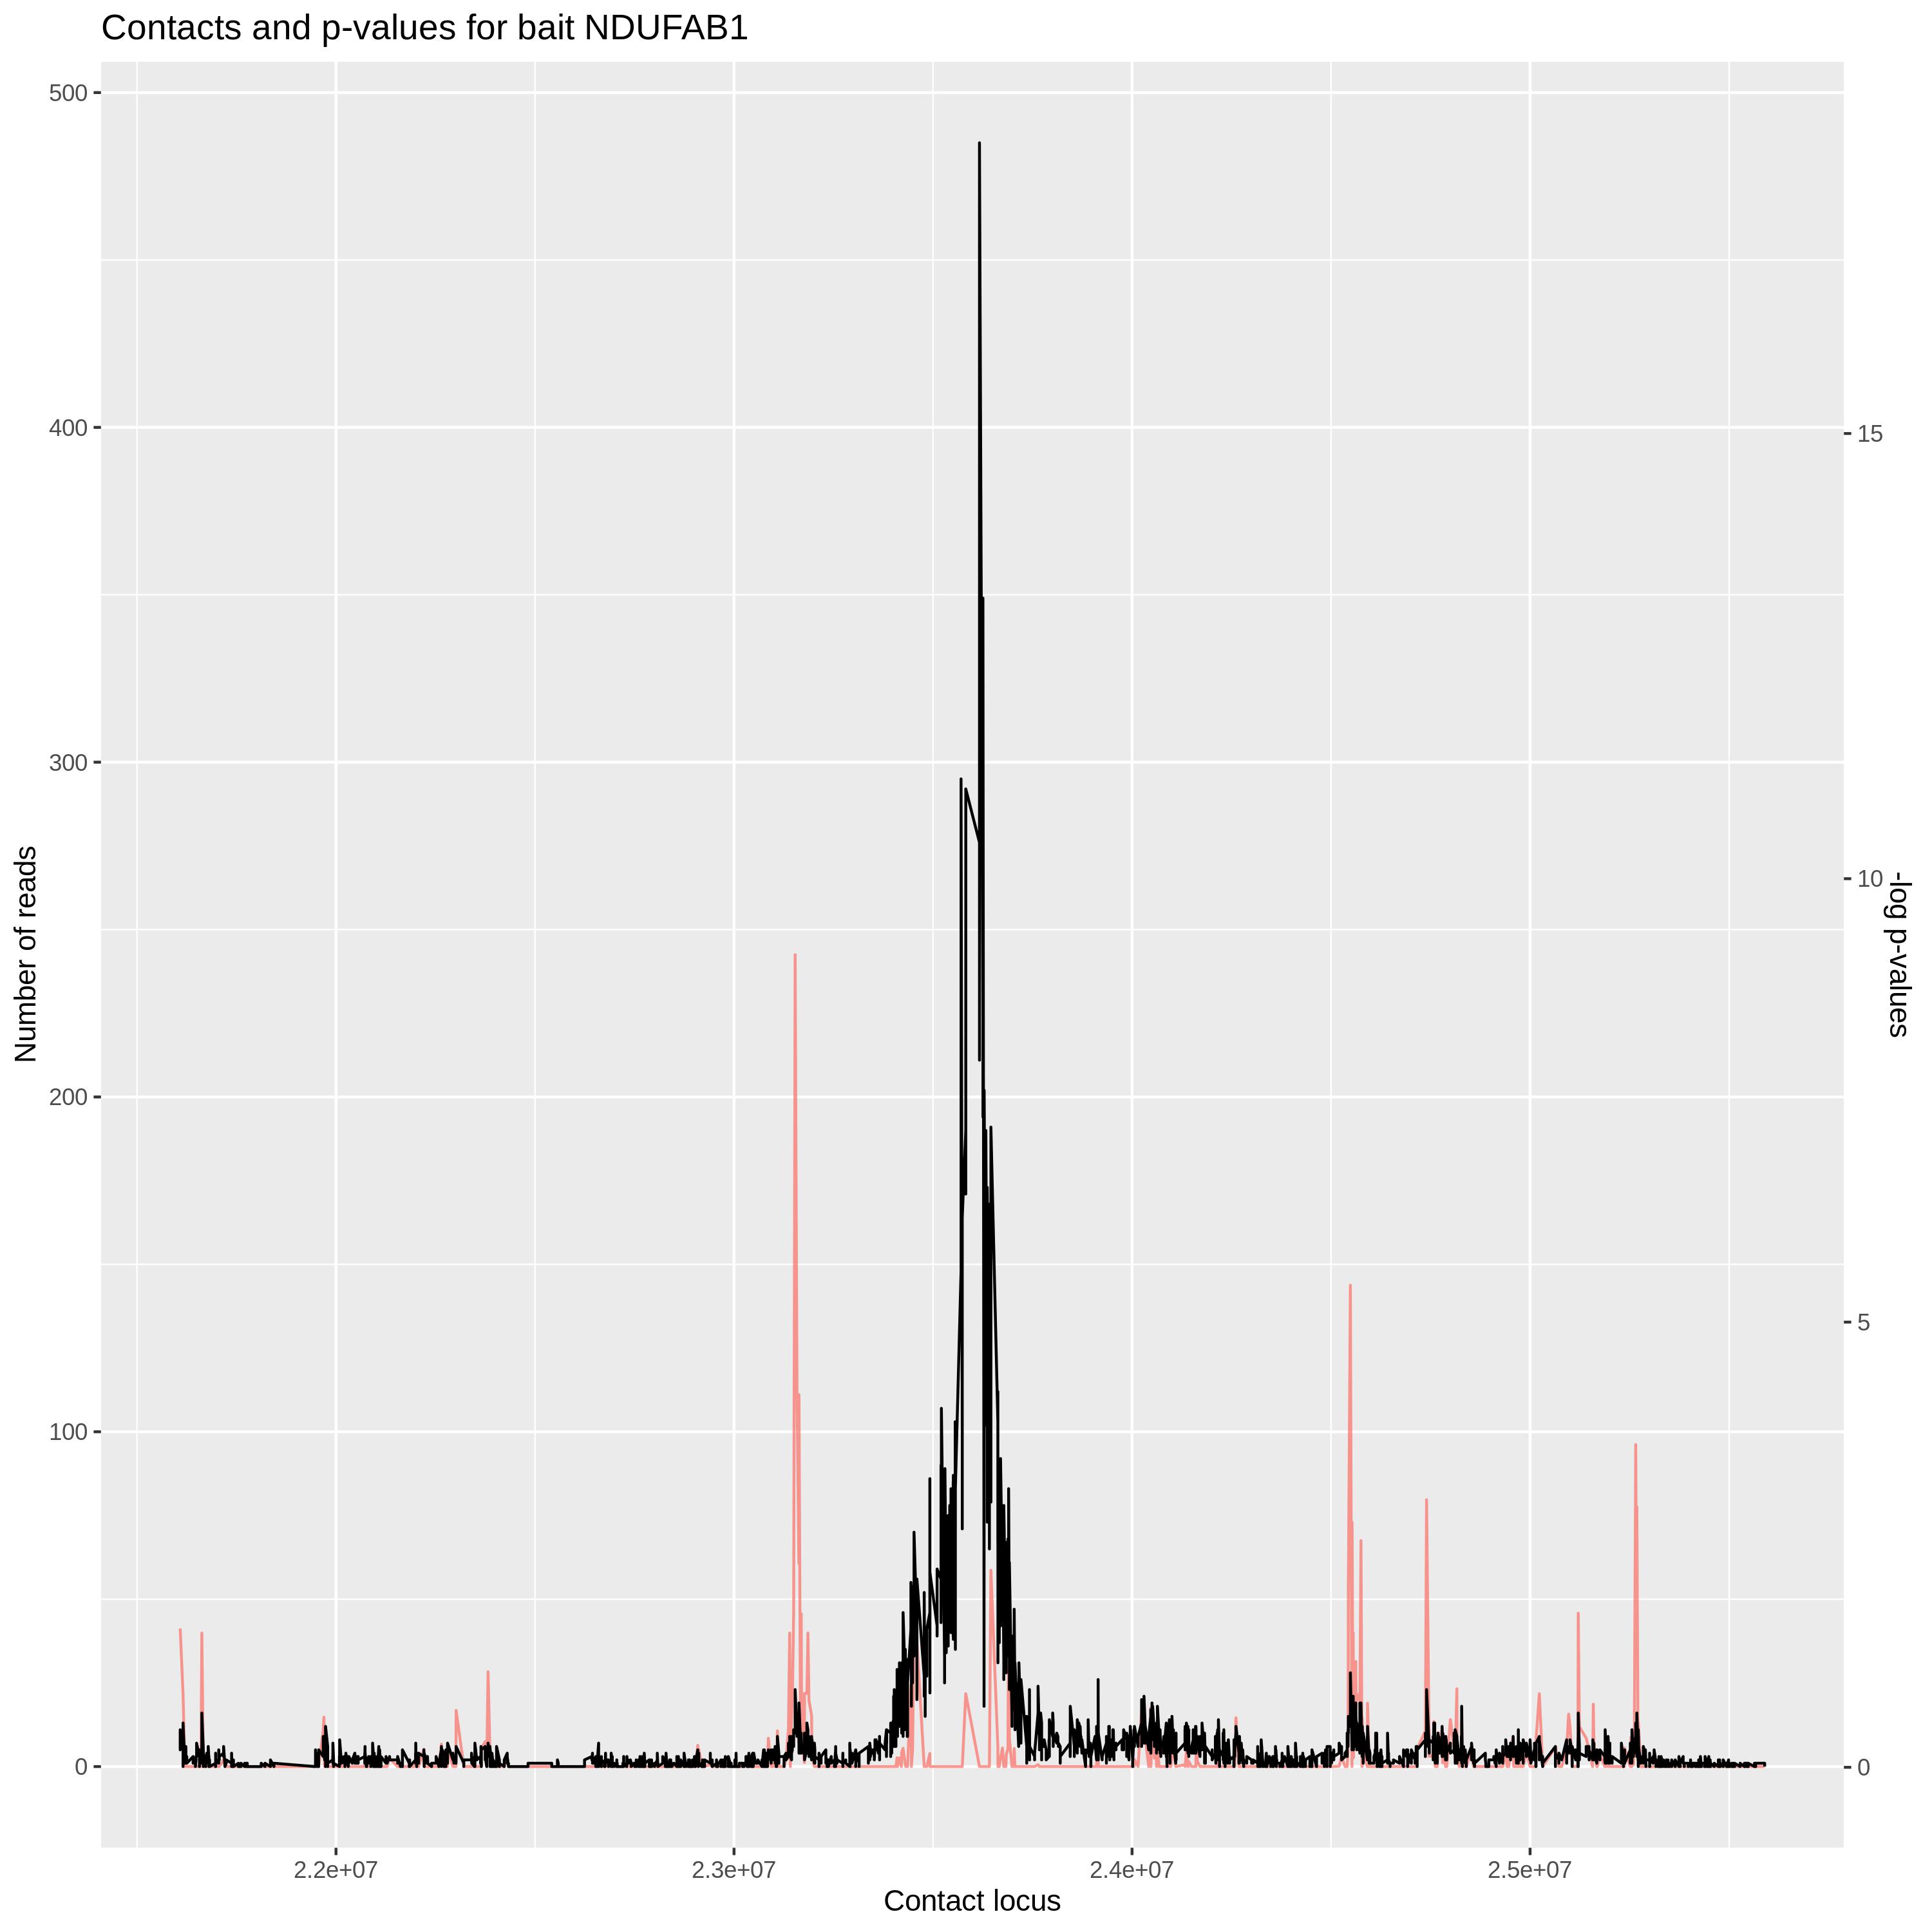 Contacts and p-values for bait NDUFAB1
500
400
300
200
100
0
Number of reads
15
10
5
0
-log p-values
2.2e+07
2.3e+07
2.4e+07
2.5e+07
Contact locus